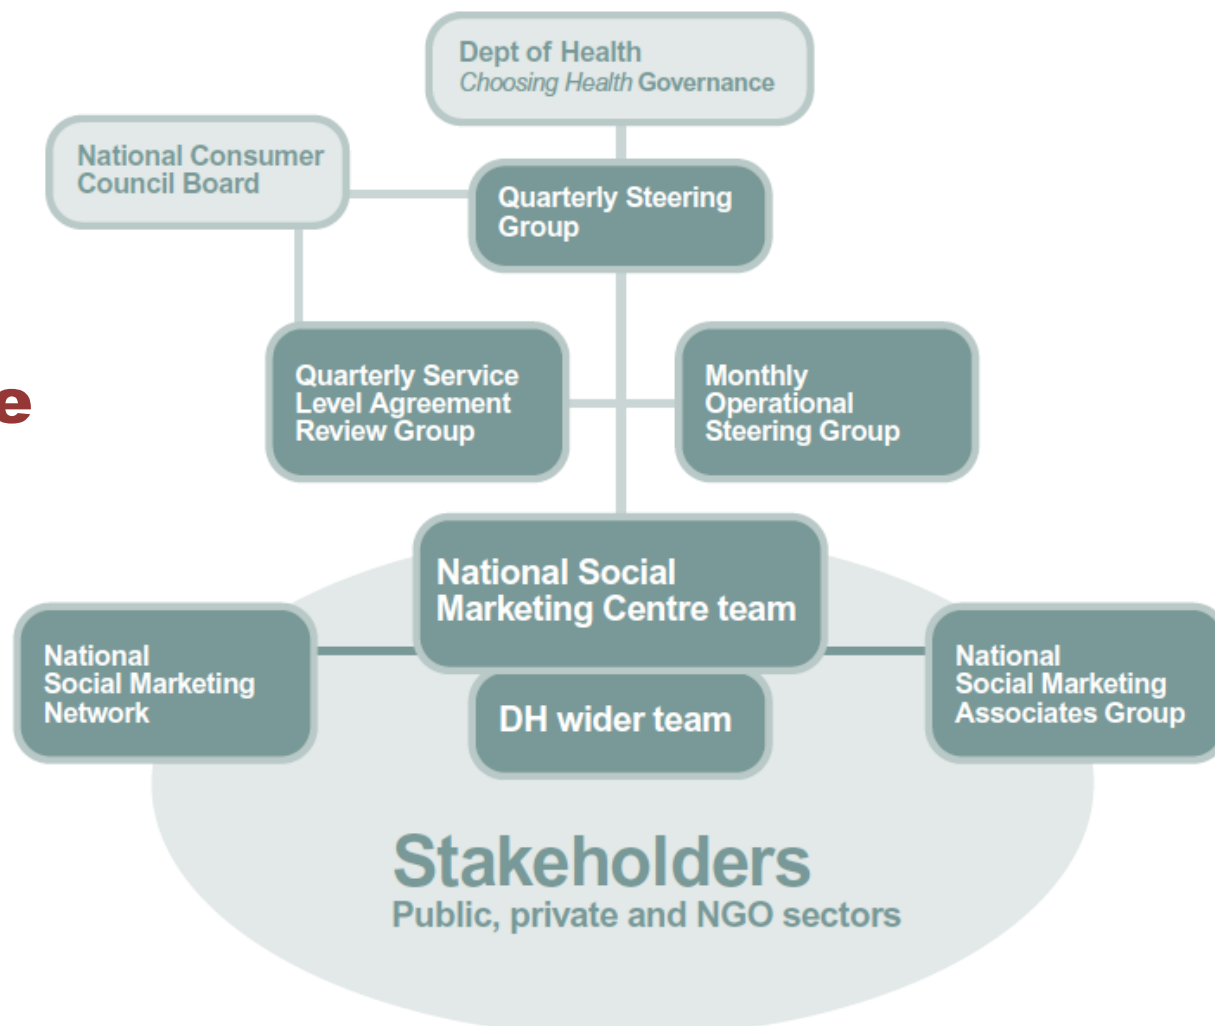 Dept of Health
Choosing Health Governance
National Consumer
Council Board
Quarterly Steering
Group
Quarterly Service
Level Agreement
Review Group
Monthly
Operational
Steering Group
e
National Social
Marketing Centre team
National
Social Marketing
Network
National
Social Marketing
Associates Group
DH wider team
Stakeholders
Public, private and NGO sectors